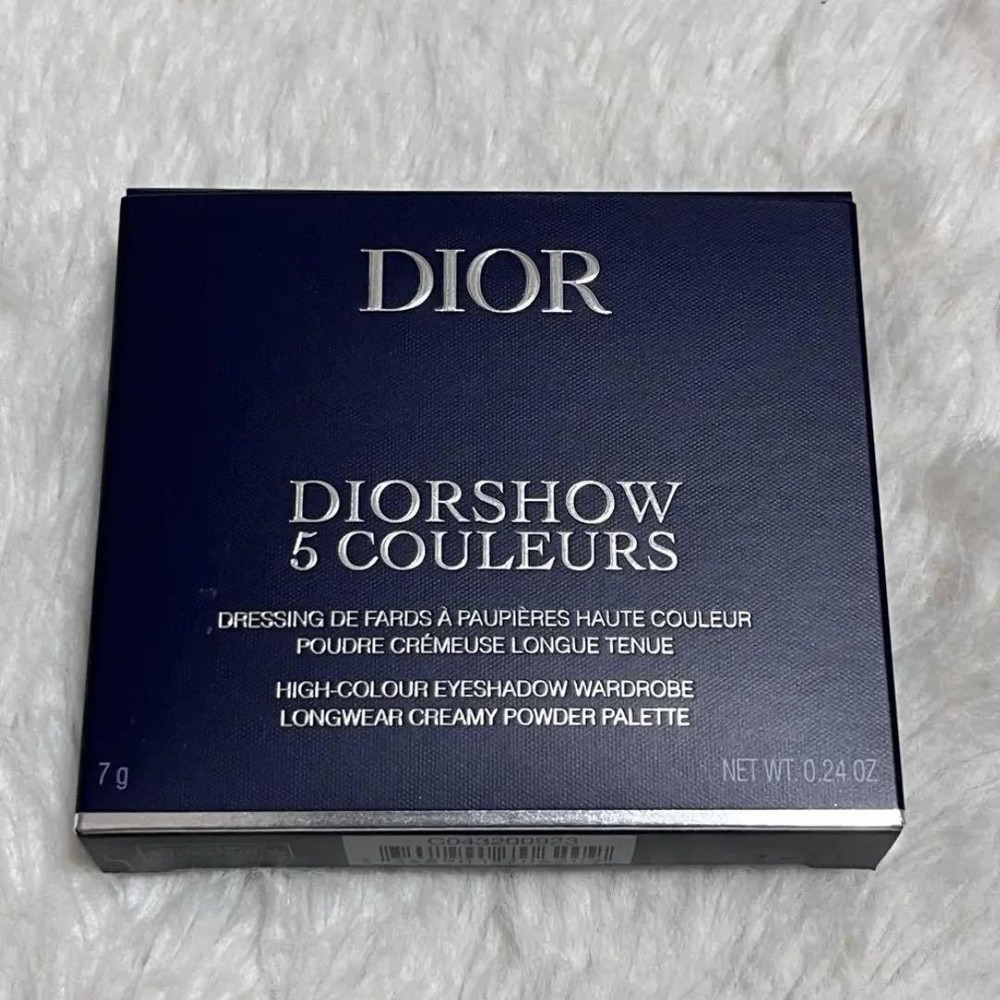 DIOR
DIORSHOW
5 COULEURS
DRESSING DE FARDS À PAUPIÈRES HAUTE COULEUR
POUDRE CRÉMEUSE LONGUE TENUE
HIGH-COLOUR EYESHADOW WARDROBE
LONGWEAR CREAMY POWDER PALETTE
7 g
NET WT. 0.24 OZ.
C043200923